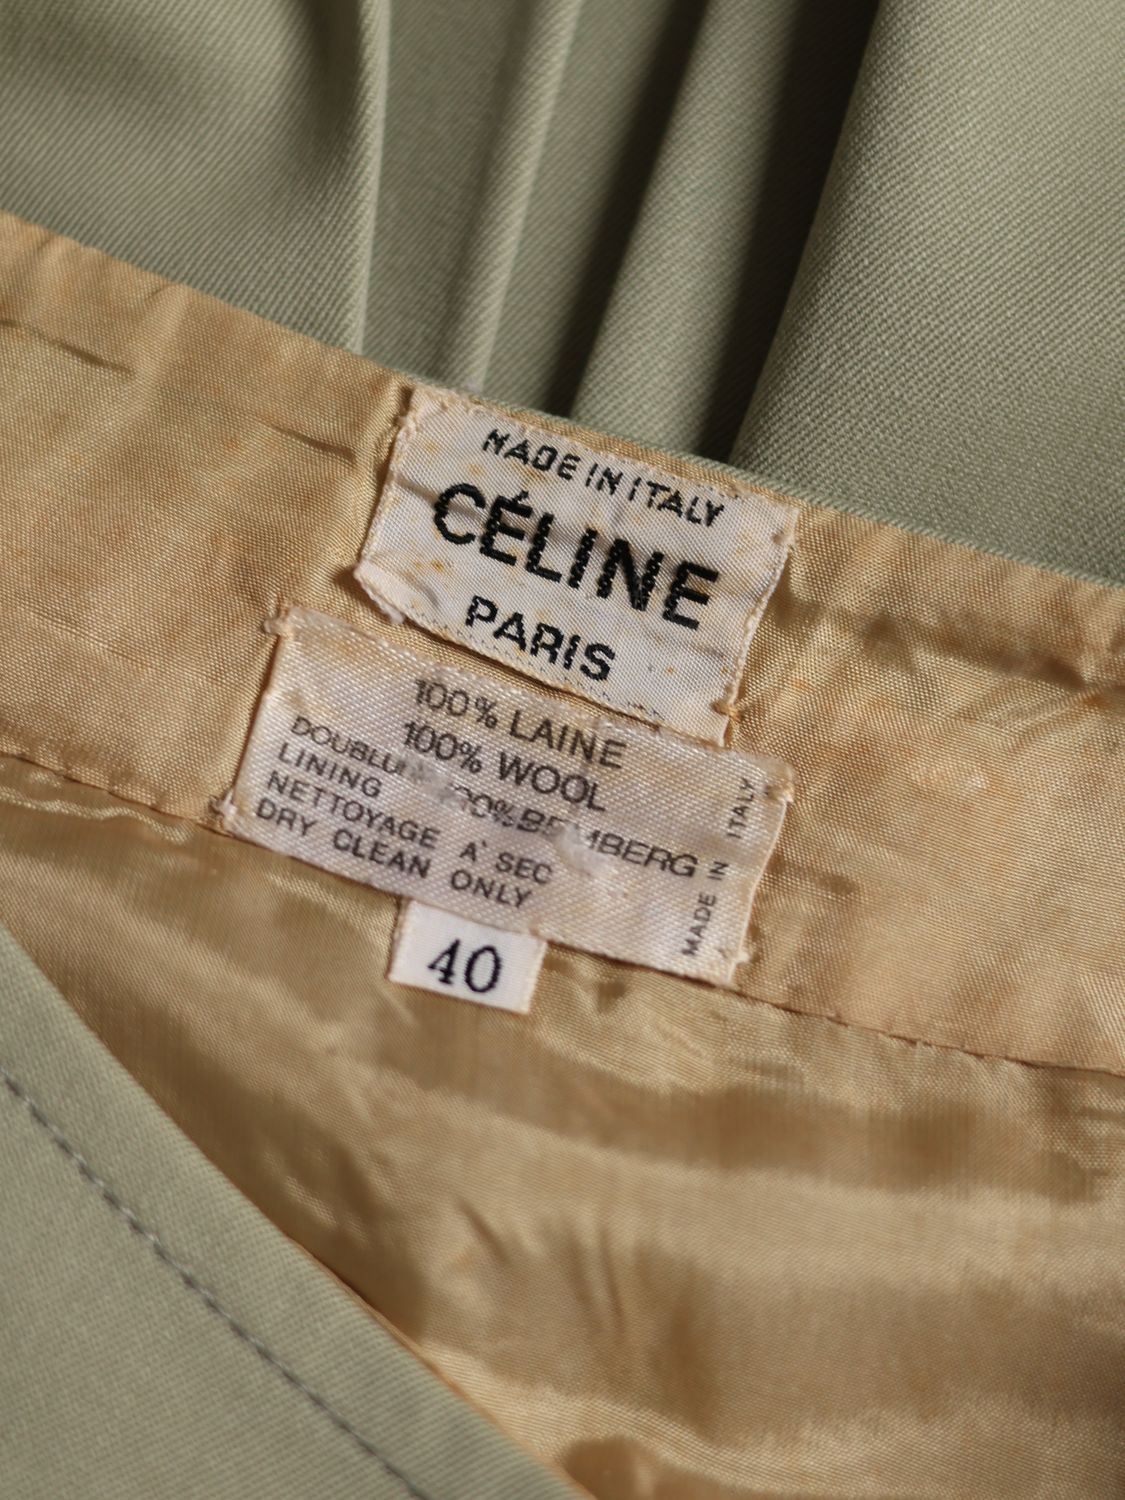 MADE IN ITALY
CÉLINE
PARIS
100% LAINE
100% WOOL
LINING
NETTOYAGE A SEC
DRY CLEAN ONLY
MADE IN ITALY
40